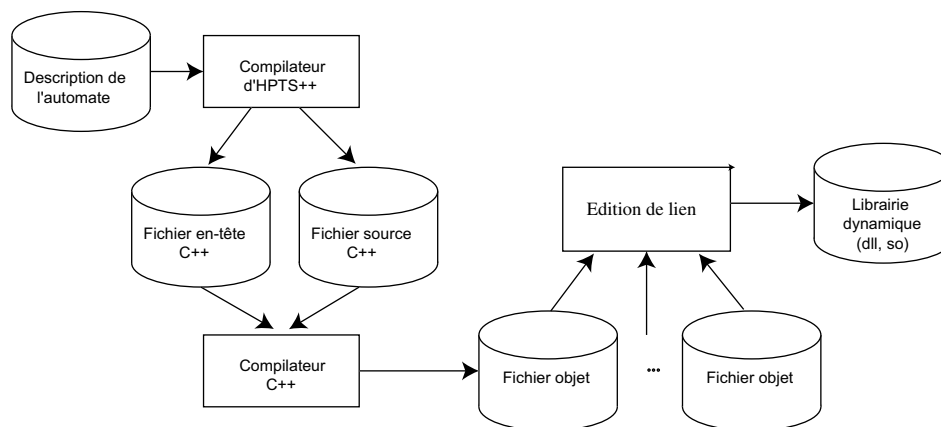 Description de
l'automate
Compilateur
d'HPTS++
Fichier en-tête
C++
Fichier source
C++
Compilateur
C++
Edition de lien
Librairie
dynamique
(dll, so)
Fichier objet
...
Fichier objet